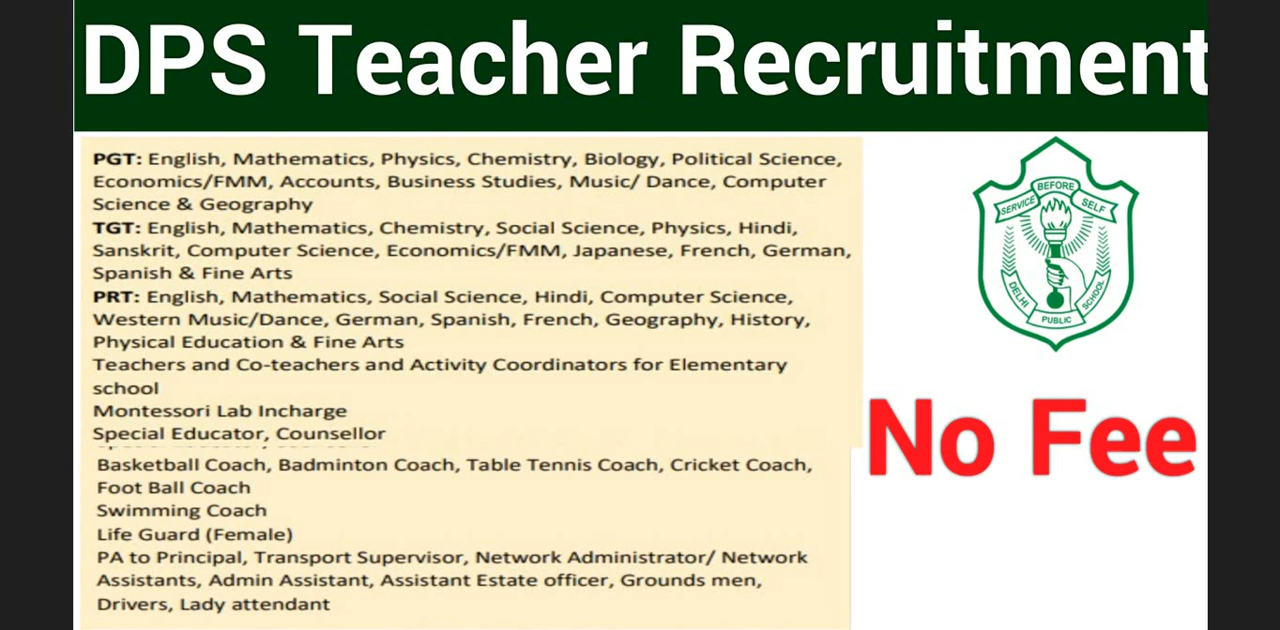 DPS Teacher Recruitment
PGT: English, Mathematics, Physics, Chemistry, Biology, Political Science,
Economics/FMM, Accounts, Business Studies, Music/ Dance, Computer
Science & Geography
TGT: English, Mathematics, Chemistry, Social Science, Physics, Hindi,
Sanskrit, Computer Science, Economics/FMM, Japanese, French, German,
Spanish & Fine Arts
PRT: English, Mathematics, Social Science, Hindi, Computer Science,
Western Music/Dance, German, Spanish, French, Geography, History,
Physical Education & Fine Arts
Teachers and Co-teachers and Activity Coordinators for Elementary
school
Montessori Lab Incharge
Special Educator, Counsellor
Basketball Coach, Badminton Coach, Table Tennis Coach, Cricket Coach,
Foot Ball Coach
Swimming Coach
Life Guard (Female)
PA to Principal, Transport Supervisor, Network Administrator/ Network
Assistants, Admin Assistant, Assistant Estate officer, Grounds men,
Drivers, Lady attendant
SERVICE BEFORE SELF
DELHI PUBLIC SCHOOL
No Fee